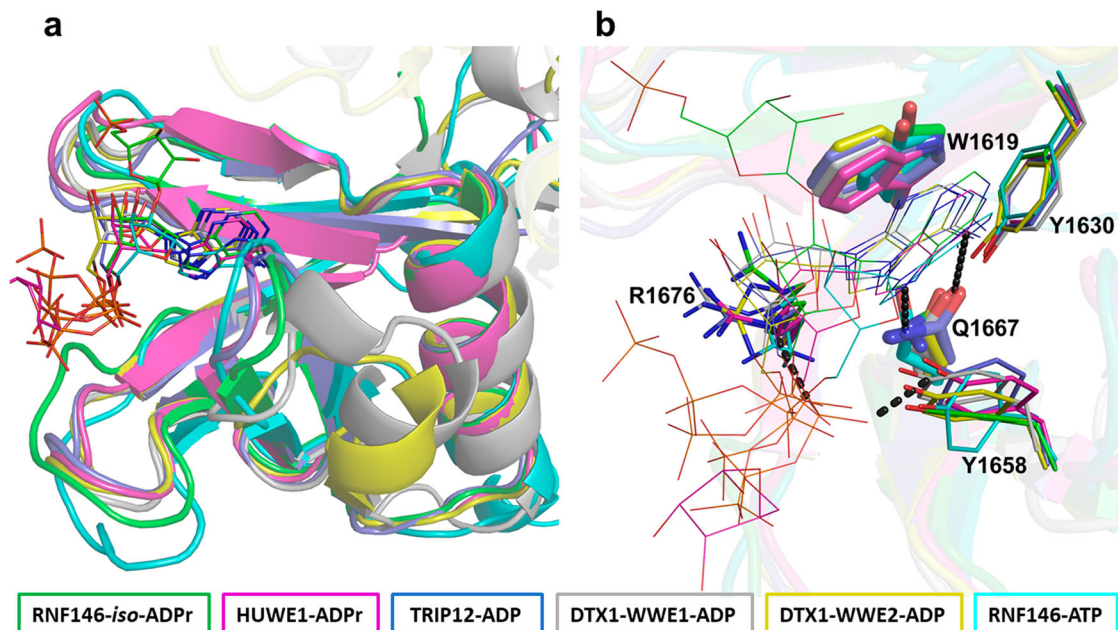 a
b
W1619
Y1630
R1676
Q1667
Y1658
RNF146-iso-ADPr
HUWE1-ADPr
TRIP12-ADP
DTX1-WWE1-ADP
DTX1-WWE2-ADP
RNF146-ATP